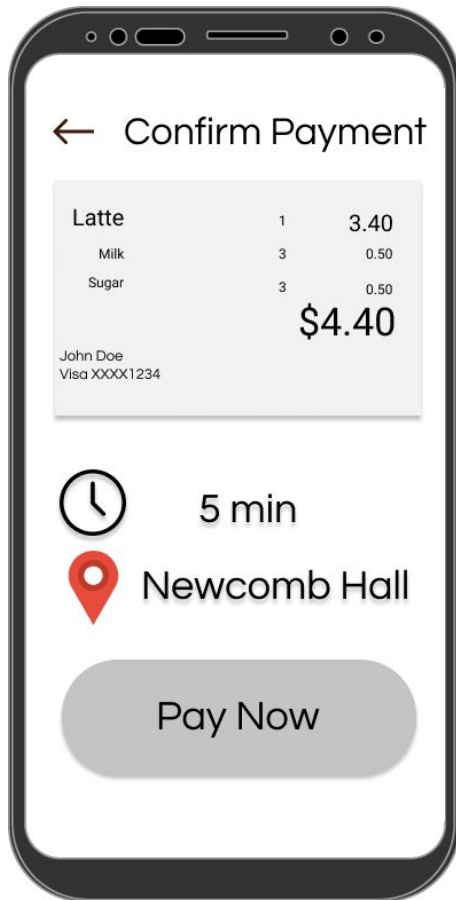 Confirm Payment
Latte 1 3.40
Milk 3 0.50
Sugar 3 0.50
$4.40
John Doe
Visa XXXX1234
5 min
Newcomb Hall
Pay Now